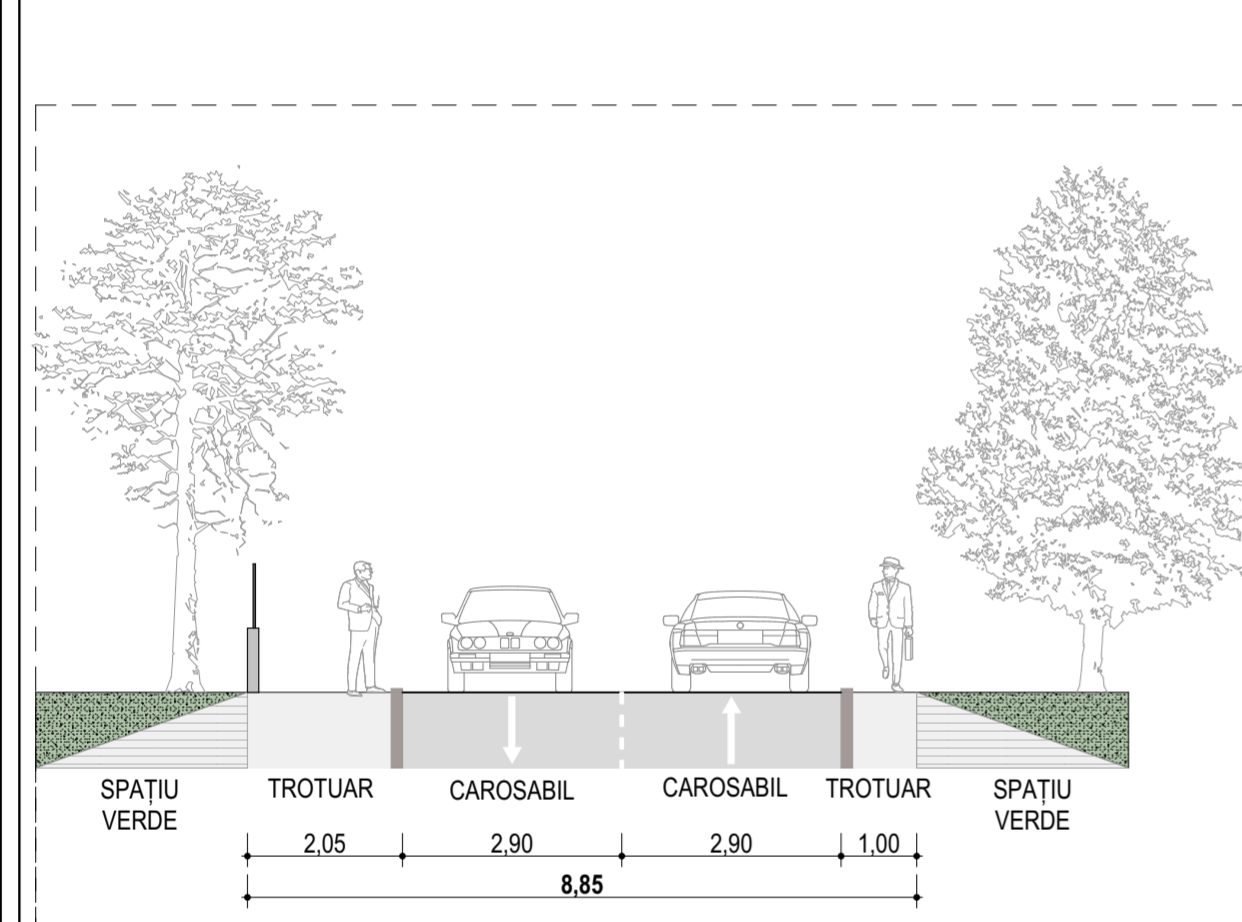 SPAȚIU
VERDE
TROTUAR
CAROSABIL
CAROSABIL
TROTUAR
SPAȚIU
VERDE
2,05
2,90
2,90
1,00
8,85